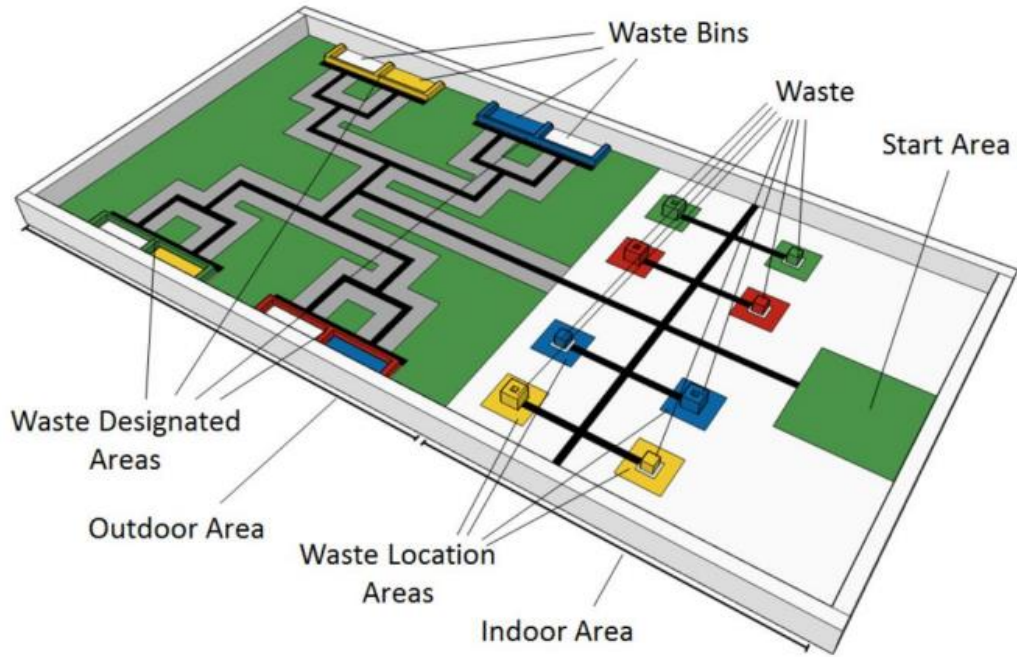 Waste Bins
Waste
Start Area
Waste Designated
Areas
Outdoor Area
Waste Location
Areas
Indoor Area